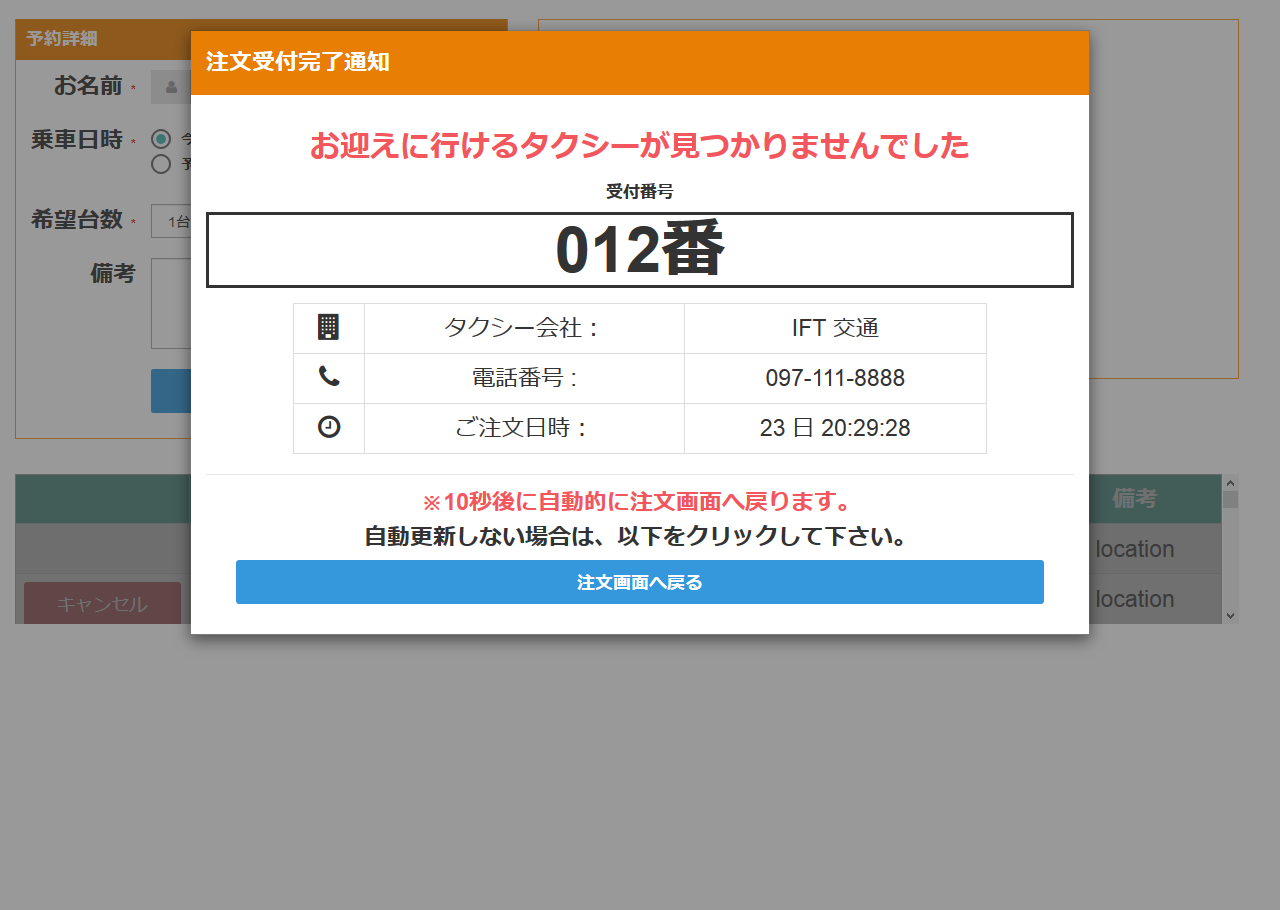 予約詳細
注文受付完了通知
お名前 *
乗車日時 *
お迎えに行けるタクシーが見つかりませんでした
受付番号
希望台数 *
1台
012番
備考
タクシー会社： IFT 交通
電話番号 : 097-111-8888
ご注文日時： 23 日 20:29:28
※10秒後に自動的に注文画面へ戻ります。
備考
自動更新しない場合は、以下をクリックして下さい。
location
注文画面へ戻る
キャンセル
location